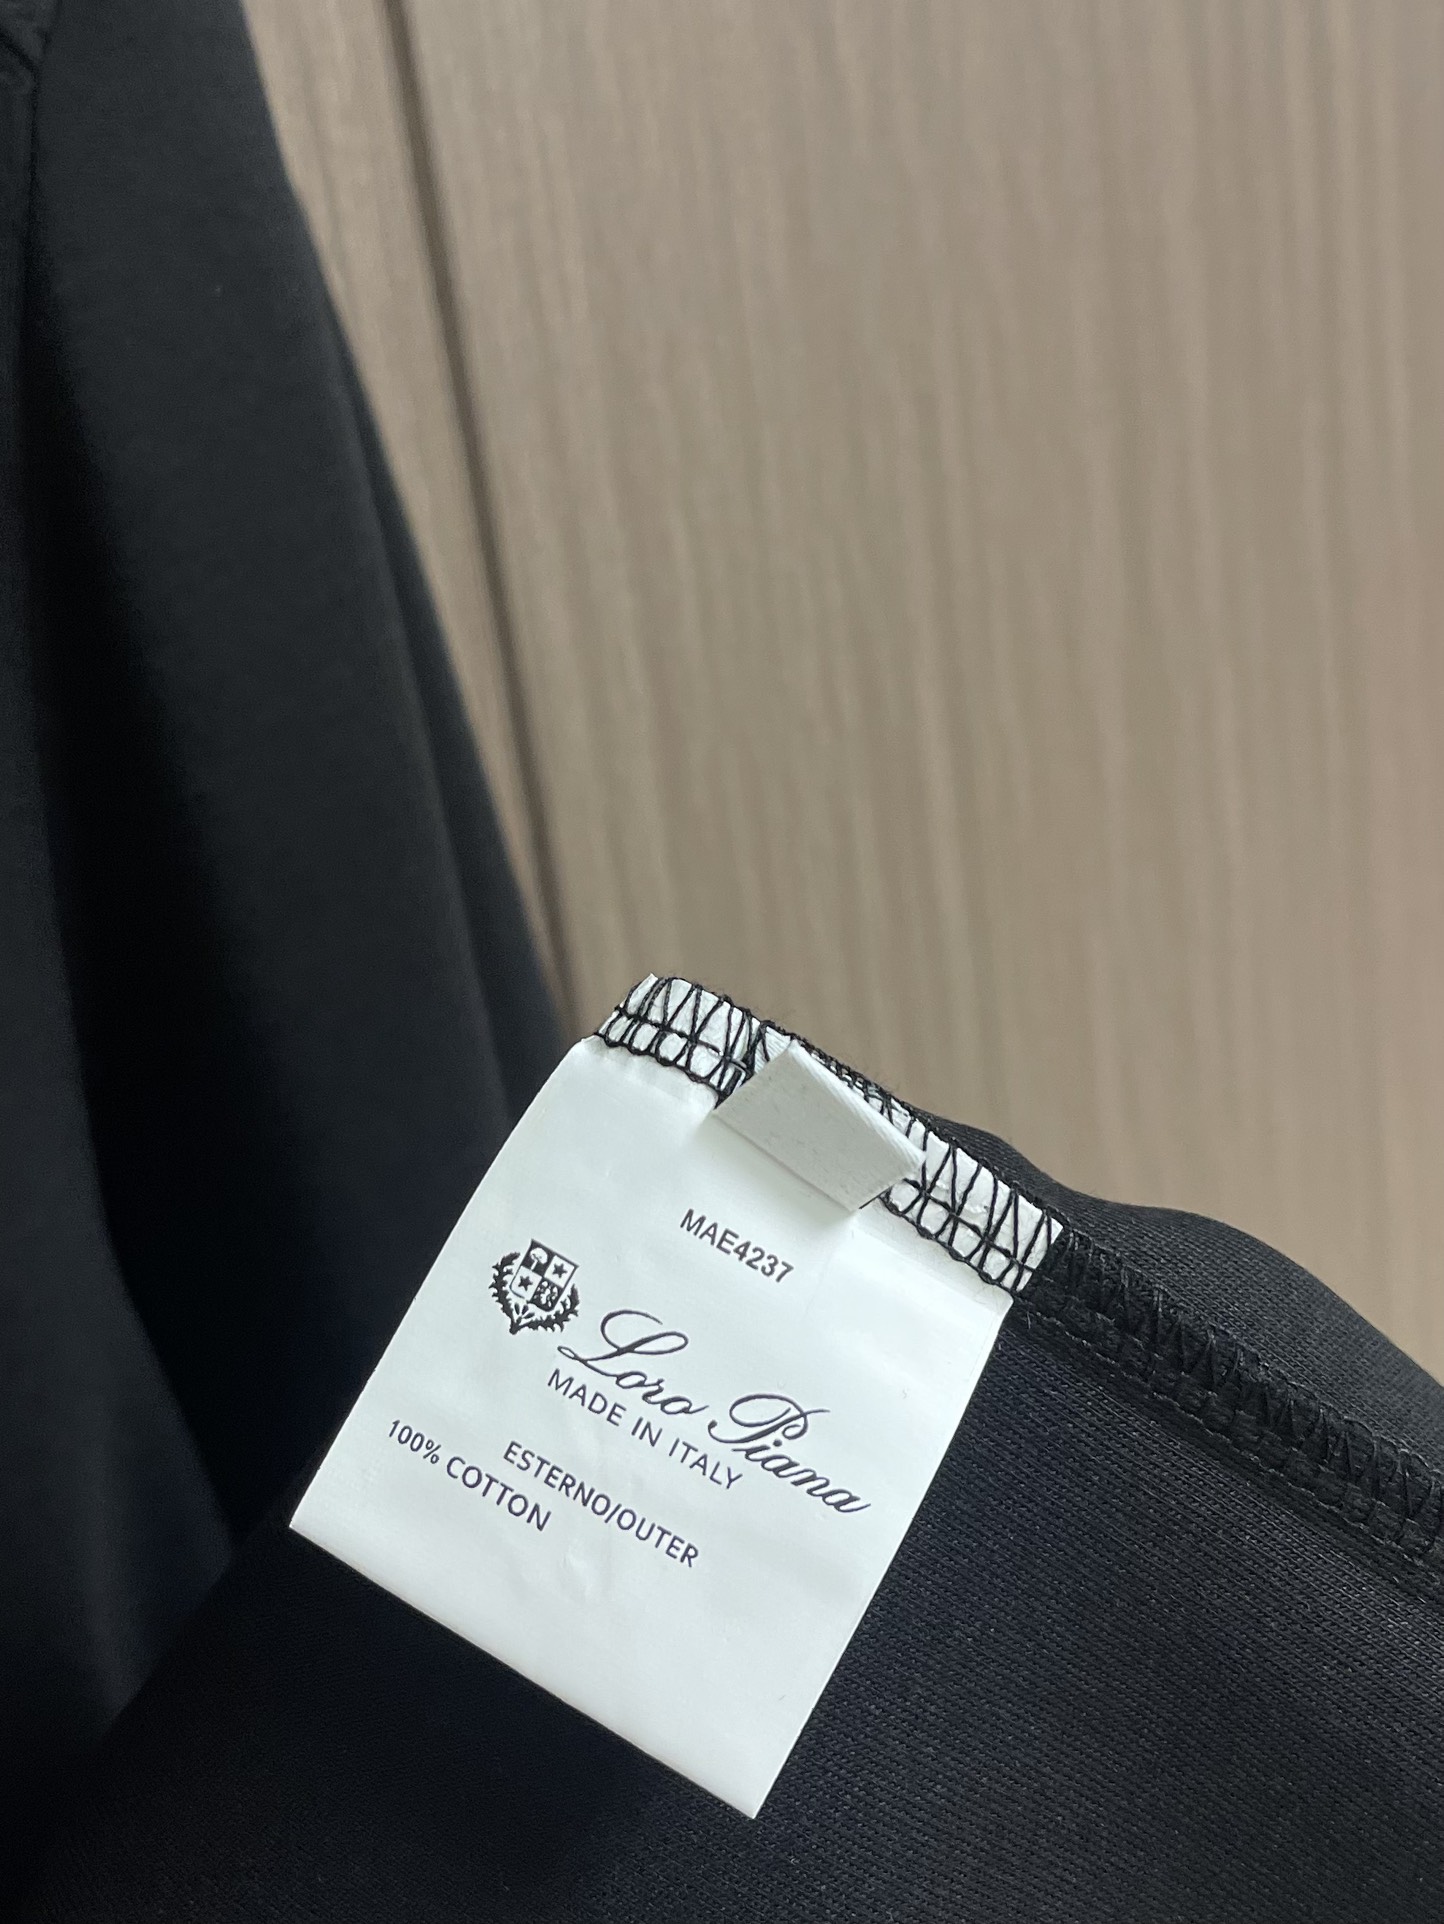 MAE4237
Loro Piana
MADE IN ITALY
ESTERNO/OUTER
100% COTTON